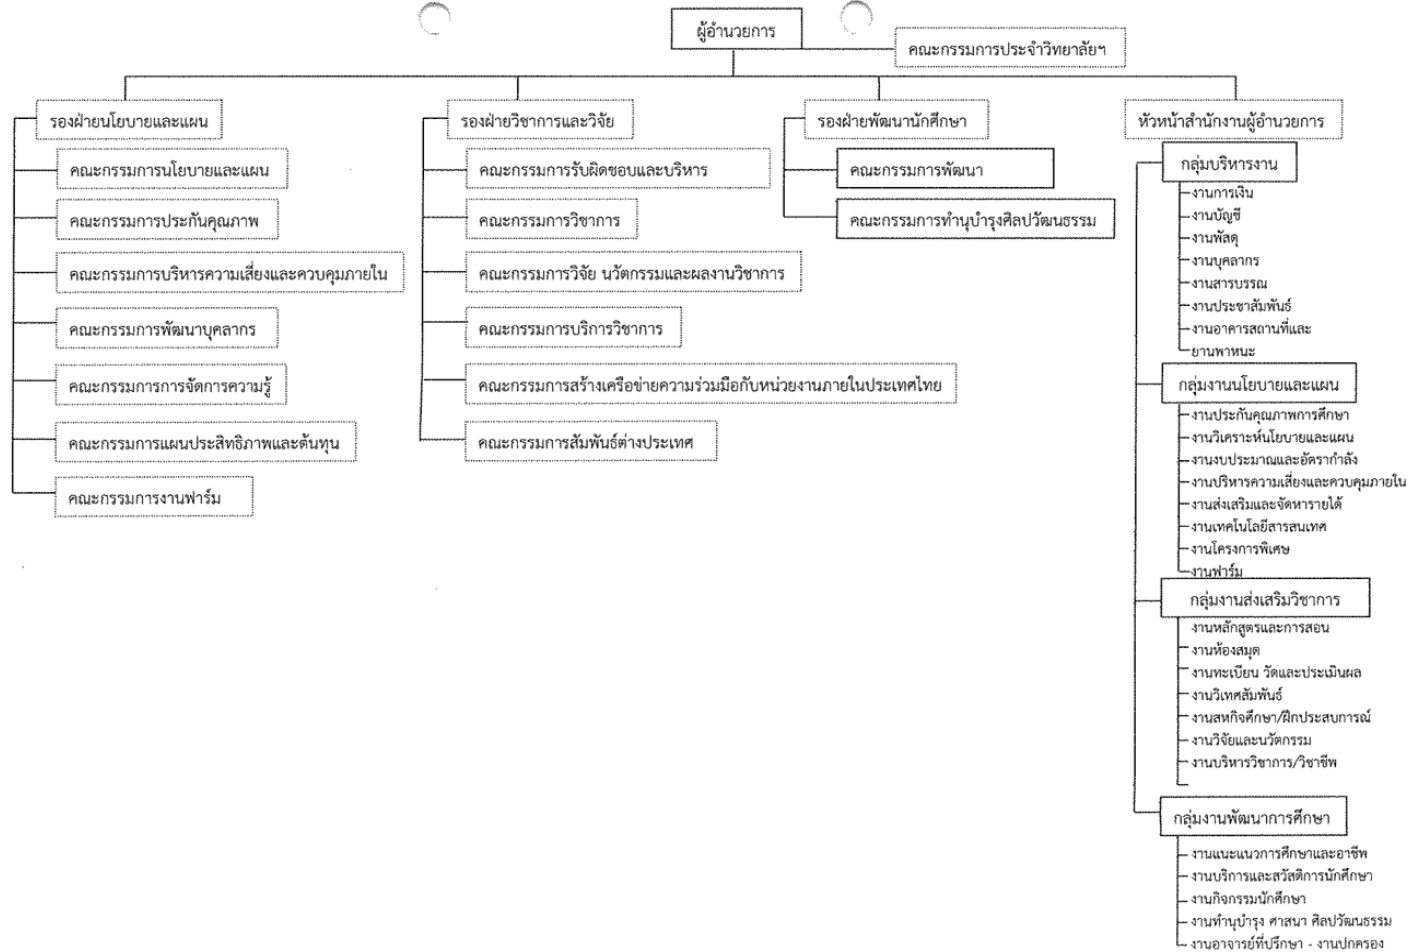 ผู้อำนวยการ
คณะกรรมการประจำวิทยาลัยฯ
รองฝ่ายนโยบายและแผน
คณะกรรมการนโยบายและแผน
คณะกรรมการประกันคุณภาพ
คณะกรรมการบริหารความเสี่ยงและควบคุมภายใน
คณะกรรมการพัฒนาบุคลากร
คณะกรรมการการจัดการความรู้
คณะกรรมการแผนประสิทธิภาพและต้นทุน
คณะกรรมการงานฟาร์ม
รองฝ่ายวิชาการและวิจัย
คณะกรรมการรับผิดชอบและบริหาร
คณะกรรมการวิชาการ
คณะกรรมการวิจัย นวัตกรรมและผลงานวิชาการ
คณะกรรมการบริการวิชาการ
คณะกรรมการสร้างเครือข่ายความร่วมมือกับหน่วยงานภายในประเทศไทย
คณะกรรมการสัมพันธ์ต่างประเทศ
รองฝ่ายพัฒนานักศึกษา
คณะกรรมการพัฒนา
คณะกรรมการทำนุบำรุงศิลปวัฒนธรรม
หัวหน้าสำนักงานผู้อำนวยการ
กลุ่มบริหารงาน
งานการเงิน
งานบัญชี
งานพัสดุ
งานบุคลากร
งานสารบรรณ
งานประชาสัมพันธ์
งานอาคารสถานที่และ
ยานพาหนะ
กลุ่มงานนโยบายและแผน
งานประกันคุณภาพการศึกษา
งานวิเคราะห์นโยบายและแผน
งานงบประมาณและอัตรากำลัง
งานบริหารความเสี่ยงและควบคุมภายใน
งานส่งเสริมและจัดหารายได้
งานเทคโนโลยีสารสนเทศ
งานโครงการพิเศษ
งานฟาร์ม
กลุ่มงานส่งเสริมวิชาการ
งานหลักสูตรและการสอน
งานห้องสมุด
งานทะเบียน วัดและประเมินผล
งานวิเทศสัมพันธ์
งานสหกิจศึกษา/ฝึกประสบการณ์
งานวิจัยและนวัตกรรม
งานบริหารวิชาการ/วิชาชีพ
กลุ่มงานพัฒนาการศึกษา
งานแนะแนวการศึกษาและอาชีพ
งานบริการและสวัสดิการนักศึกษา
งานกิจกรรมนักศึกษา
งานทำนุบำรุง ศาสนา ศิลปวัฒนธรรม
งานอาจารย์ที่ปรึกษา - งานปกครอง